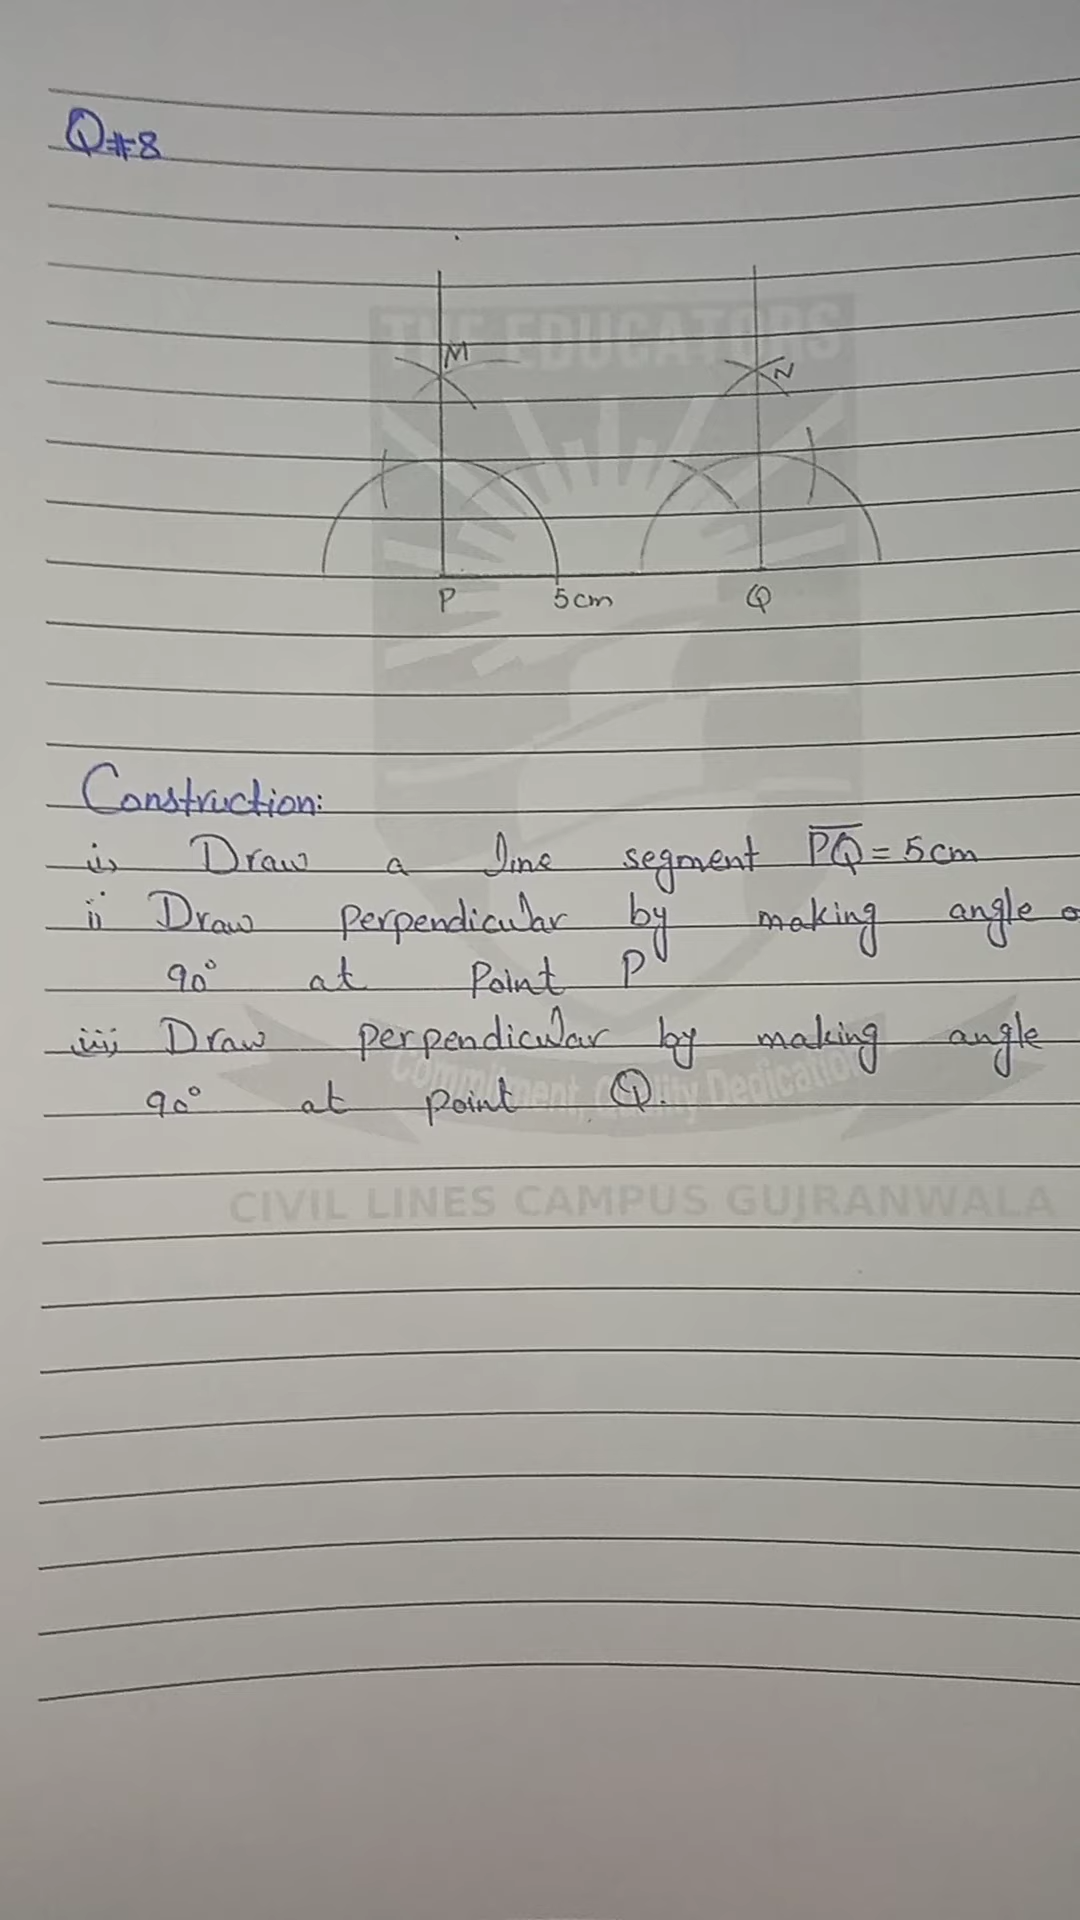 Q#8
THE EDUCATORS
M
N
P 5cm Q
Construction:
i, Draw a line segment PQ = 5cm
ii Draw perpendicular by making angle
90° at Point P
iii, Draw perpendicular by making angle
90° at point Q.
Commitment, Quality Dedication
CIVIL LINES CAMPUS GUJRANWALA